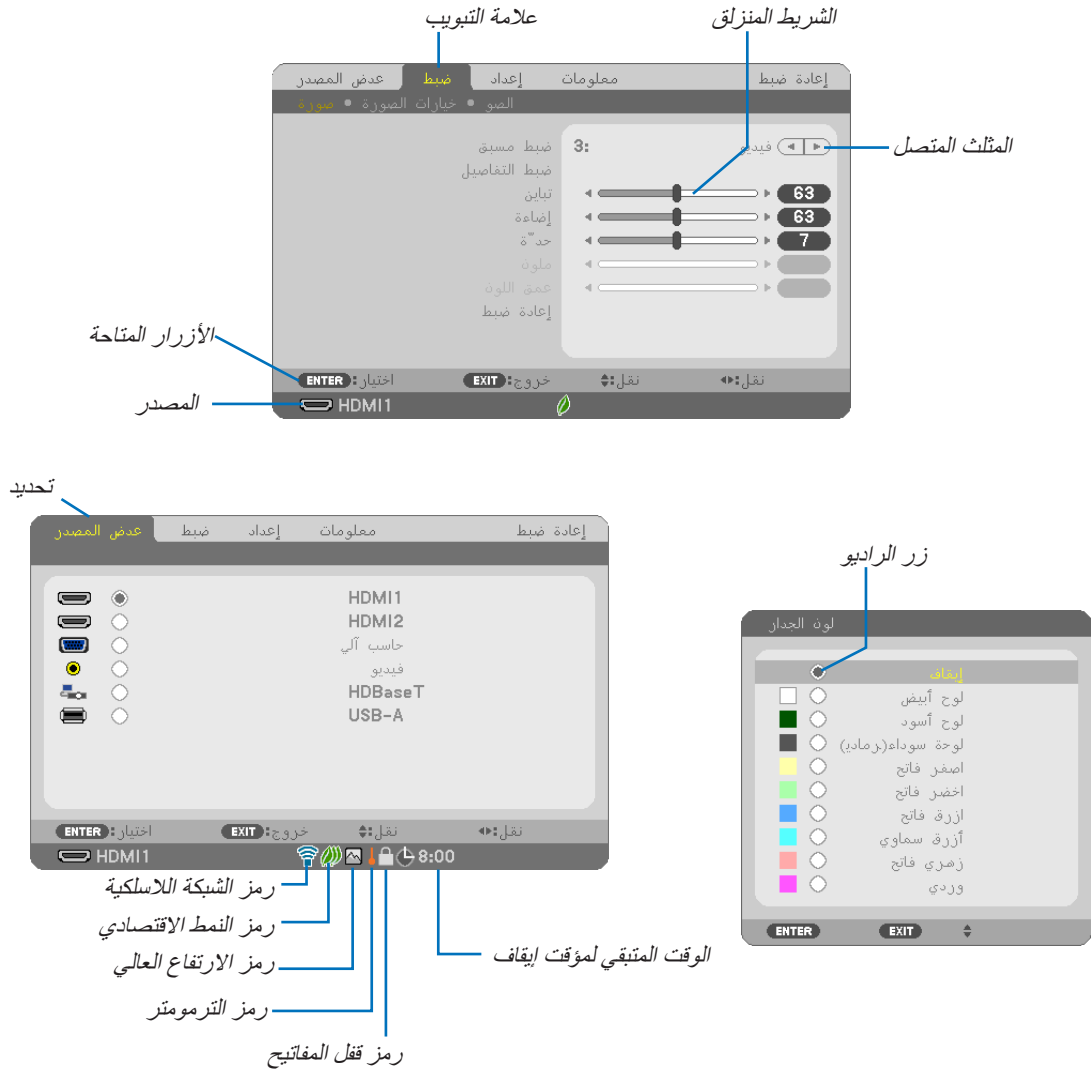 علامة التبويب
الشريط المنزلق
عدض المصدر ضبط إعداد معلومات إعادة ضبط
صورة • خيارات الصورة • الصو
ضبط مسبق 3: فيديو
المثلث المتصل
ضبط التفاصيل
تباين 63
إضاءة 63
حدّة 7
ملون
عمق اللون
إعادة ضبط
الأزرار المتاحة
ENTER :اختيار EXIT :خروج نقل: نقل:
المصدر
HDMI1
تحديد
عدض المصدر ضبط إعداد معلومات إعادة ضبط
HDMI1
HDMI2
حاسب آلي
فيديو
HDBaseT
USB-A
ENTER :اختيار EXIT :خروج نقل: نقل:
HDMI1 8:00
رمز الشبكة اللاسلكية
رمز النمط الاقتصادي
رمز الارتفاع العالي
رمز الترمومتر
رمز قفل المفاتيح
الوقت المتبقي لمؤقت إيقاف
زر الراديو
لون الجدار
إيقاف
لوح أبيض
لوح أسود
لوحة سوداء(رمادي)
اصفر فاتح
اخضر فاتح
ازرق فاتح
أزرق سماوي
زهري فاتح
وردي
ENTER EXIT